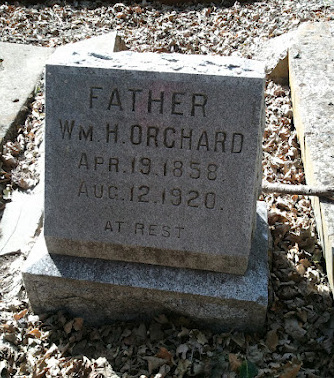 FATHER
WM. H. ORCHARD
APR. 19. 1858.
AUG. 12. 1920.
AT REST